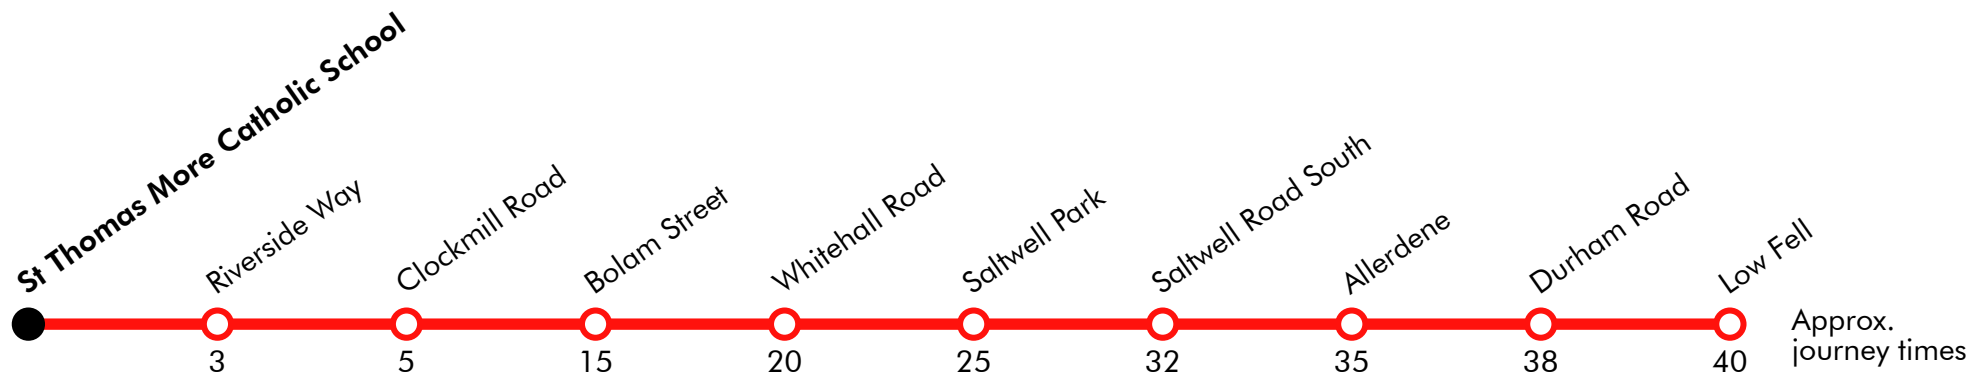 St Thomas More Catholic School
Riverside Way
Clockmill Road
Bolam Street
Whitehall Road
Saltwell Park
Saltwell Road South
Allerdene
Durham Road
Low Fell
3
5
15
20
25
32
35
38
40
Approx.
journey times